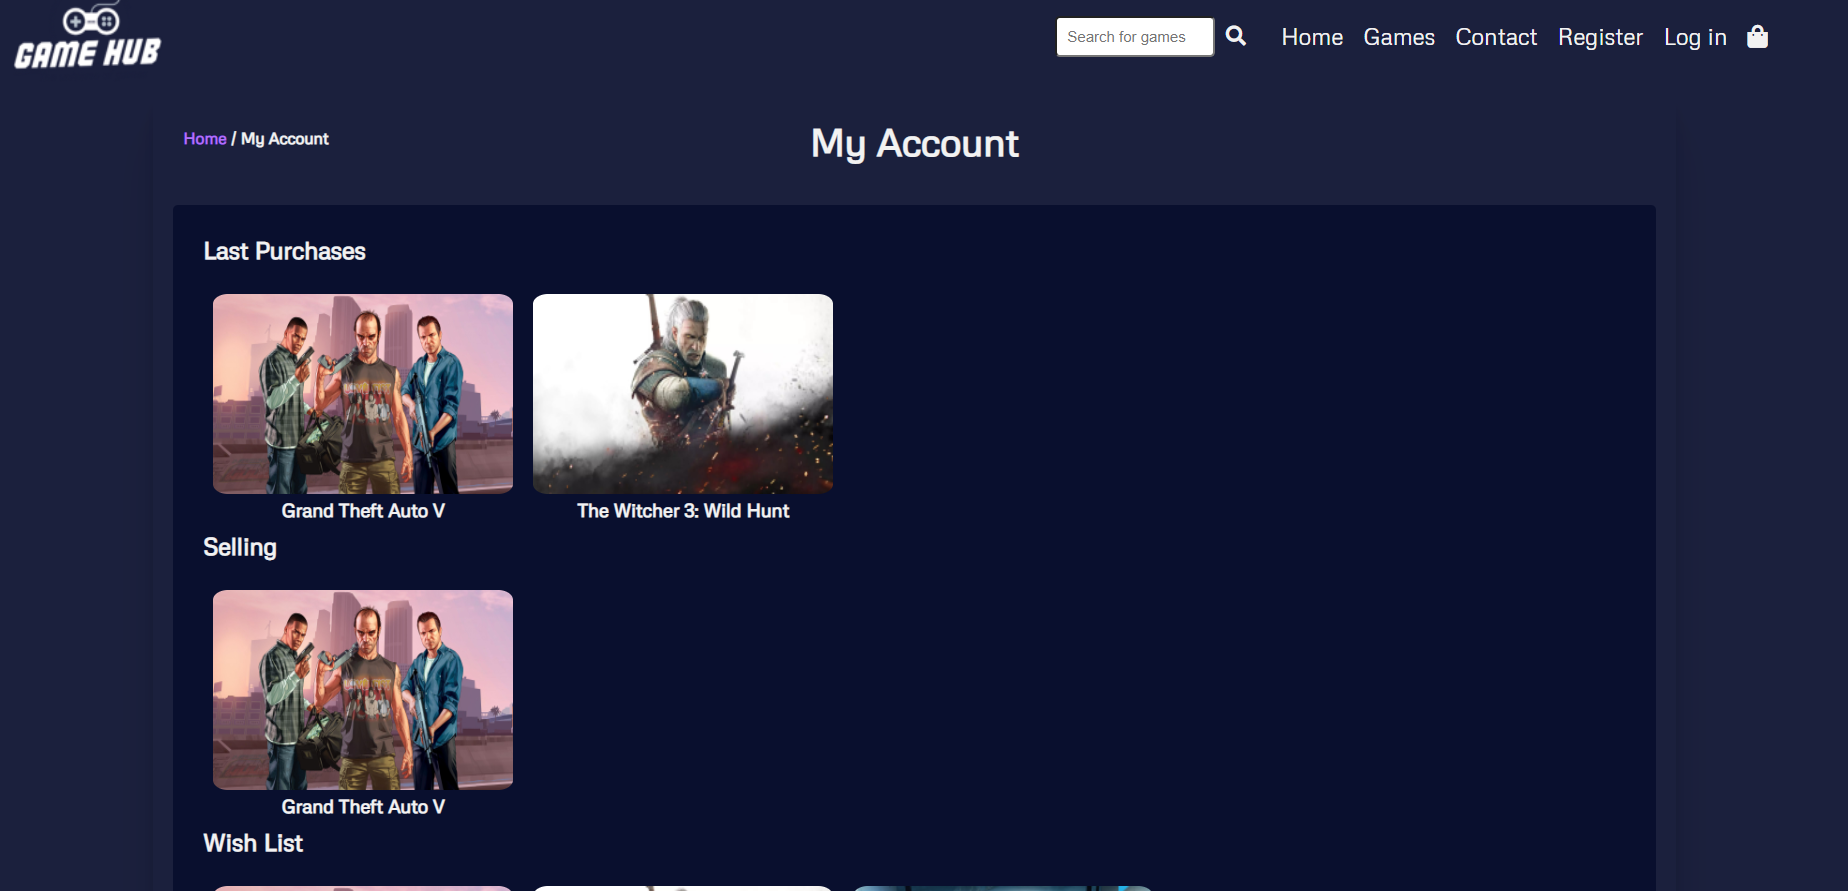 GAME HUB
Search for games
Home Games Contact Register Log in
Home / My Account
My Account
Last Purchases
Grand Theft Auto V
The Witcher 3: Wild Hunt
Selling
Grand Theft Auto V
Wish List